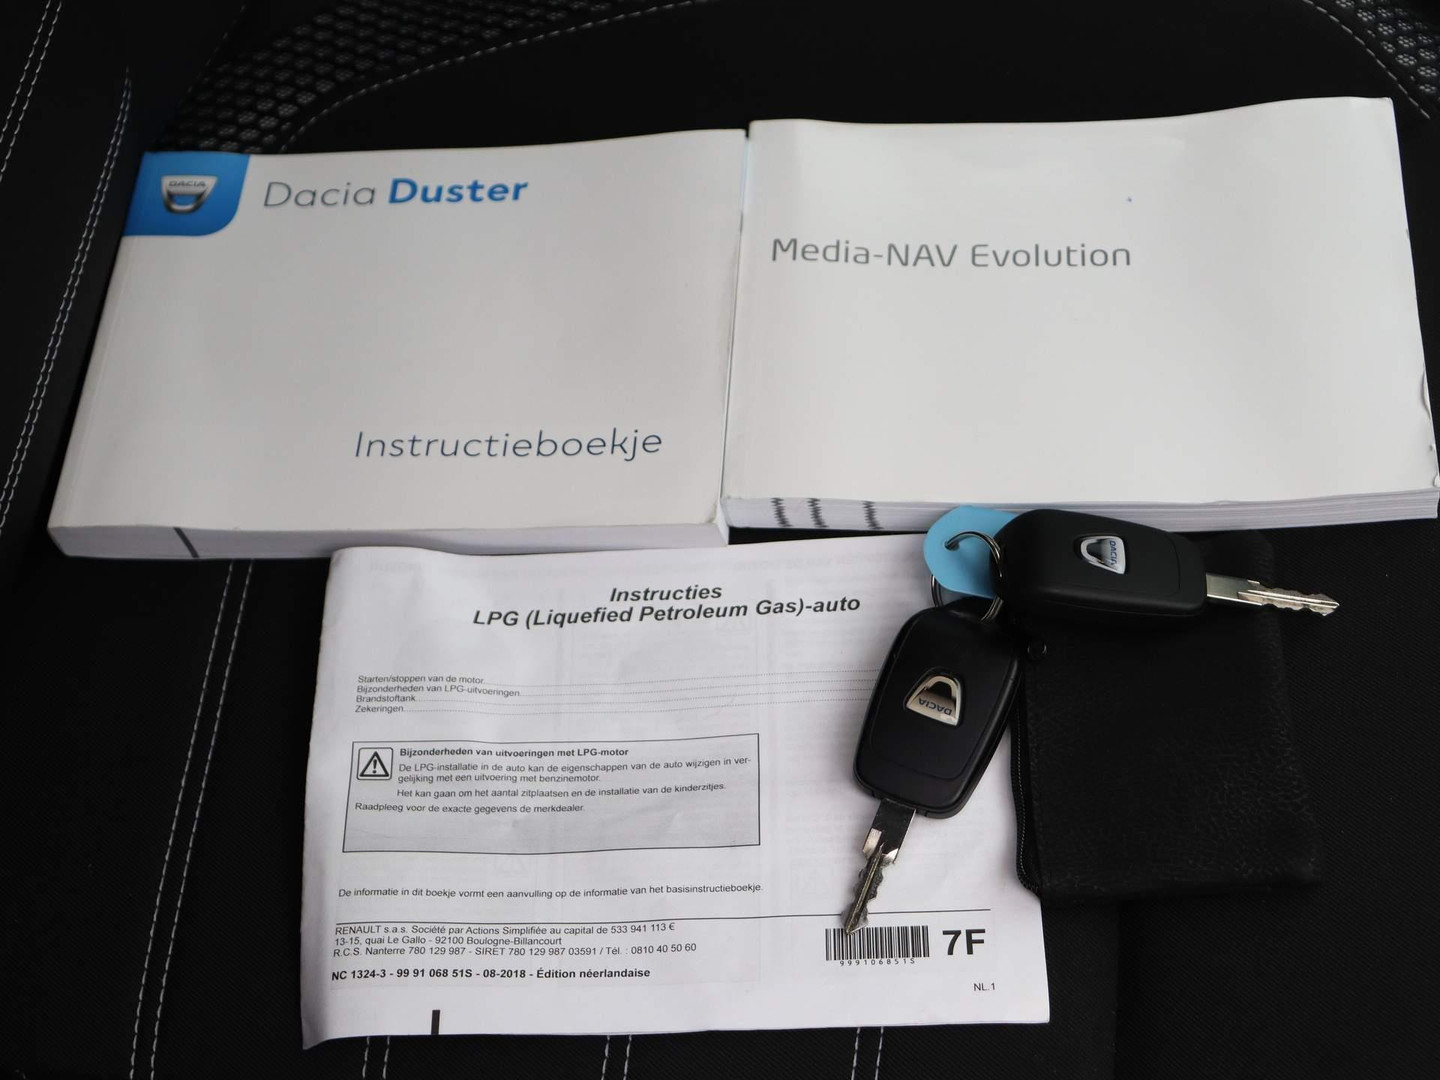 DACIA
Dacia Duster
Instructieboekje
Media-NAV Evolution
Instructies
LPG (Liquefied Petroleum Gas)-auto
Starten/stoppen van de motor
Bijzonderheden van LPG-uitvoeringen
Brandstoftank
Zekeringen
Bijzonderheden van uitvoeringen met LPG-motor
De LPG-installatie in de auto kan de eigenschappen van de auto wijzigen in ver-
gelijking met een uitvoering met benzinemotor.
Het kan gaan om het aantal zitplaatsen en de installatie van de kinderzitjes.
Raadpleeg voor de exacte gegevens de merkdealer.
De informatie in dit boekje vormt een aanvulling op de informatie van het basisinstructieboekje.
RENAULT s.a.s. Société par Actions Simplifiée au capital de 533 941 113 €
13-15, quai Le Gallo - 92100 Boulogne-Billancourt
R.C.S. Nanterre 780 129 987 - SIRET 780 129 987 03591 / Tél. : 0810 40 50 60
NC 1324-3 - 99 91 068 51S - 08-2018 - Édition néerlandaise
999106851S
7F
NL.1
DACIA
DACIA